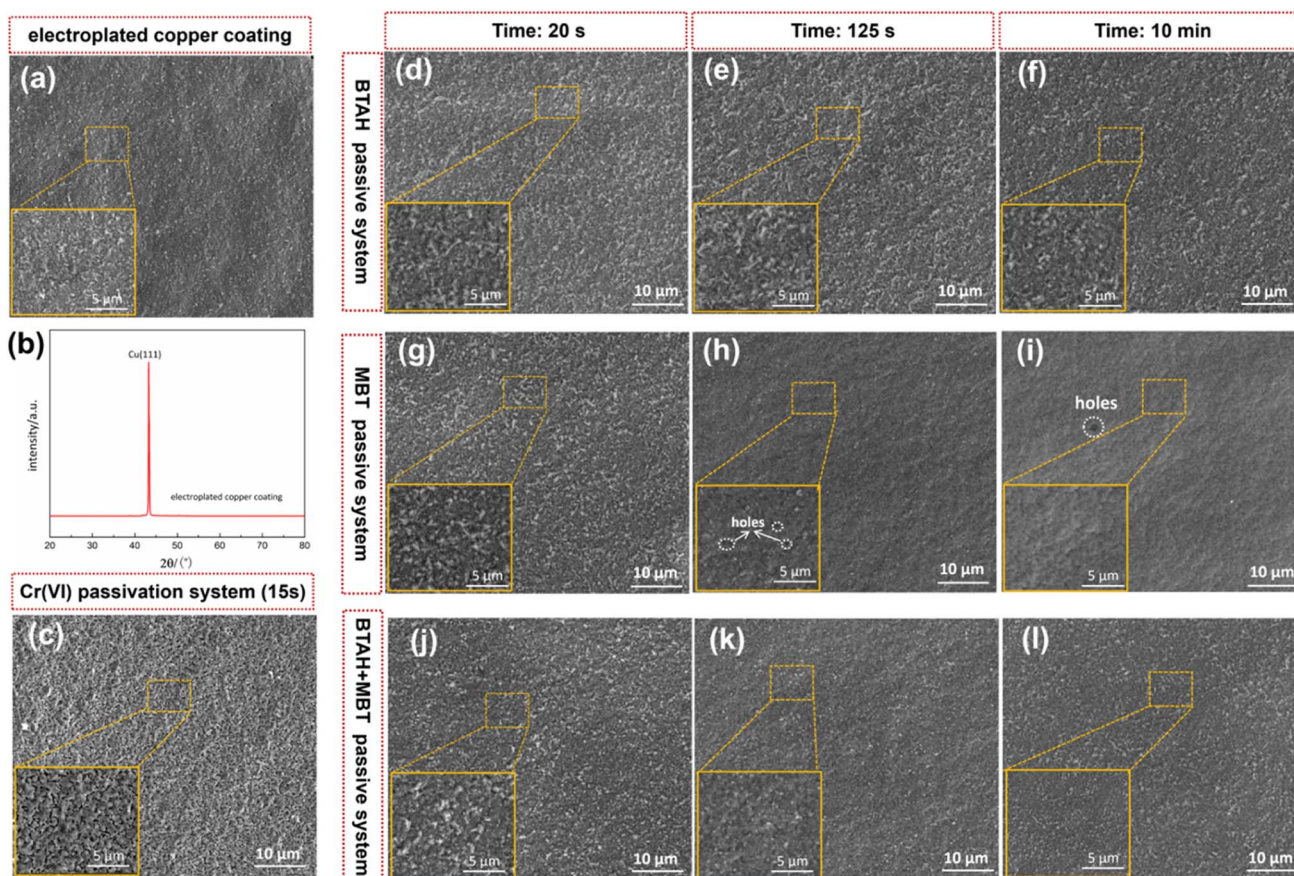 electroplated copper coating
(a)
5 μm
(b)
Cu(111)
intensity/a.u.
electroplated copper coating
20 30 40 50 60 70 80
2θ/(°)
Cr(VI) passivation system (15s)
(c)
5 μm
10 μm
Time: 20 s
Time: 125 s
Time: 10 min
BTAH passive system
(d)
5 μm
10 μm
(e)
5 μm
10 μm
(f)
5 μm
10 μm
MBT passive system
(g)
5 μm
10 μm
(h)
holes
5 μm
10 μm
(i)
holes
5 μm
10 μm
BTAH+MBT passive system
(j)
5 μm
10 μm
(k)
5 μm
10 μm
(l)
5 μm
10 μm